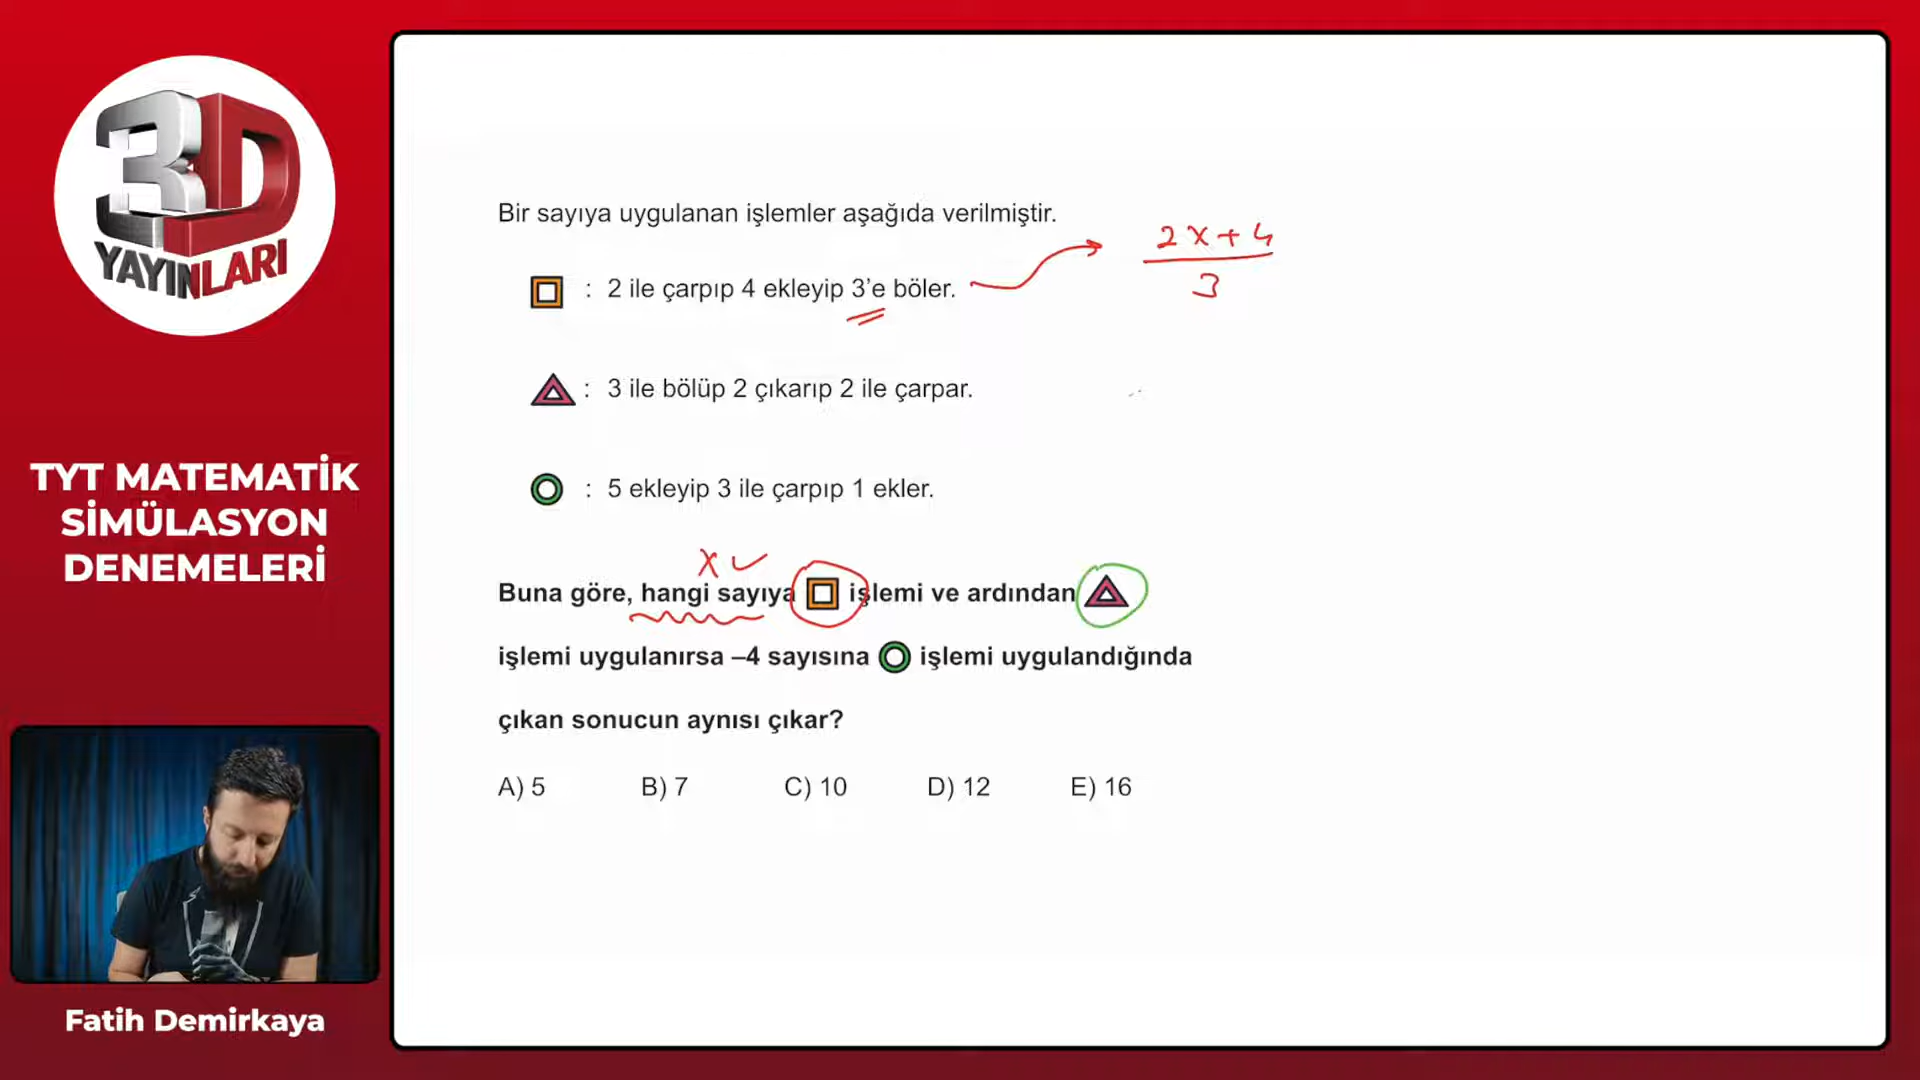 3D
YAYINLARI
TYT MATEMATİK
SİMÜLASYON
DENEMELERİ
Fatih Demirkaya
Bir sayıya uygulanan işlemler aşağıda verilmiştir.
: 2 ile çarpıp 4 ekleyip 3'e böler.
2x+4
3
: 3 ile bölüp 2 çıkarıp 2 ile çarpar.
: 5 ekleyip 3 ile çarpıp 1 ekler.
x
Buna göre, hangi sayıya işlemi ve ardından
işlemi uygulanırsa –4 sayısına işlemi uygulandığında
çıkan sonucun aynısı çıkar?
A) 5 B) 7 C) 10 D) 12 E) 16